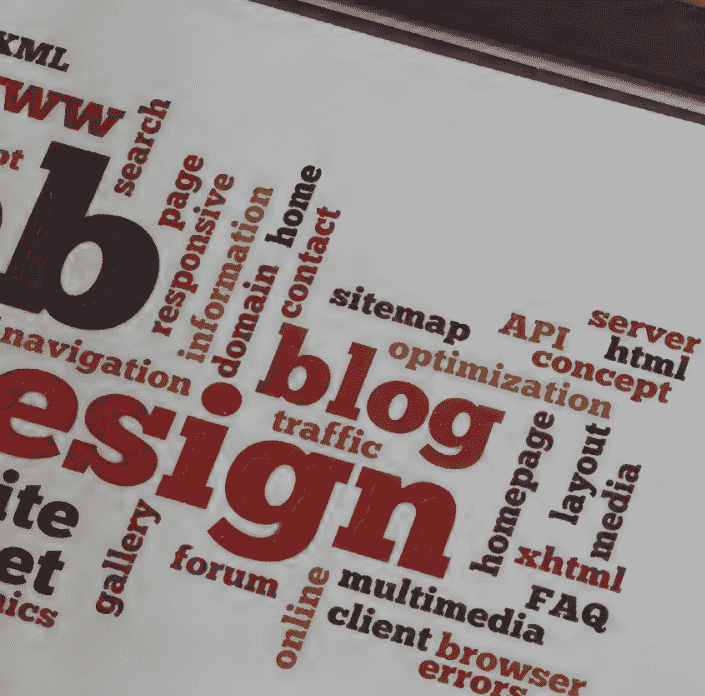 XML
search
page
responsive
information
home
domain
contact
sitemap
API
server
html
concept
optimization
navigation
blog
traffic
homepage
layout
media
gallery
forum
online
multimedia
xhtml
FAQ
client
browser
errors